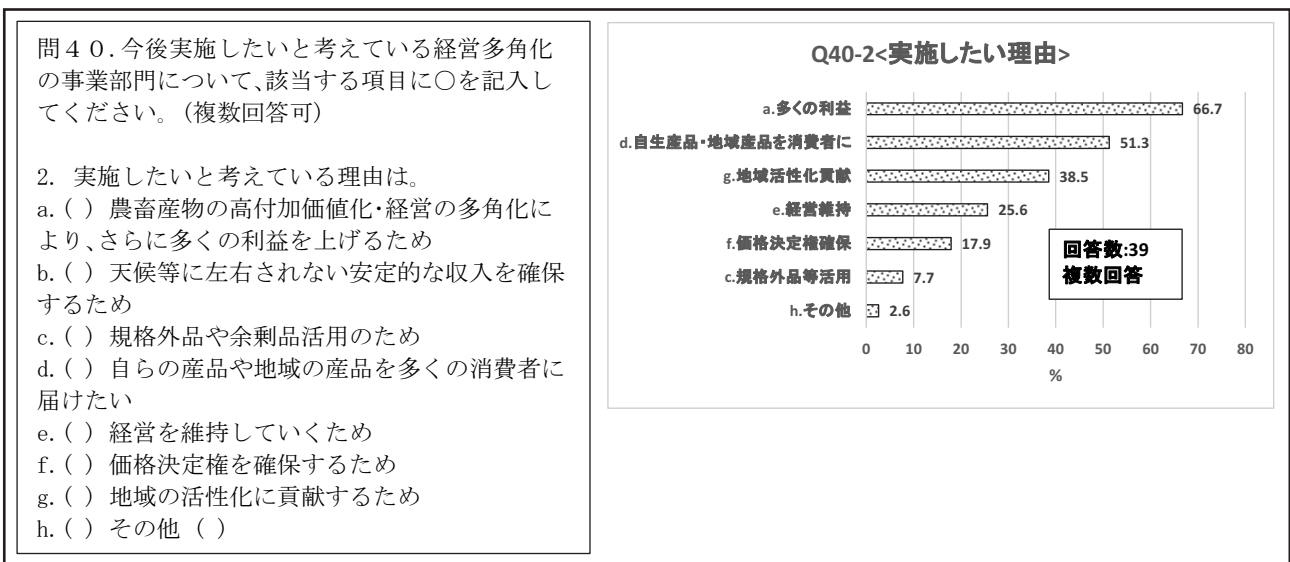 問４０.今後実施したいと考えている経営多角化
の事業部門について､該当する項目に○を記入し
てください｡（複数回答可）
2. 実施したいと考えている理由は｡
a.( ) 農畜産物の高付加価値化･経営の多角化に
より､さらに多くの利益を上げるため
b.( ) 天候等に左右されない安定的な収入を確保
するため
c.( ) 規格外品や余剰品活用のため
d.( ) 自らの産品や地域の産品を多くの消費者に
届けたい
e.( ) 経営を維持していくため
f.( ) 価格決定権を確保するため
g.( ) 地域の活性化に貢献するため
h.( ) その他 ( )
Q40-2<実施したい理由>
a.多くの利益 66.7
d.自生産品･地域産品を消費者に 51.3
g.地域活性化貢献 38.5
e.経営維持 25.6
f.価格決定権確保 17.9
c.規格外品等活用 7.7
h.その他 2.6
回答数:39
複数回答
0 10 20 30 40 50 60 70 80
%